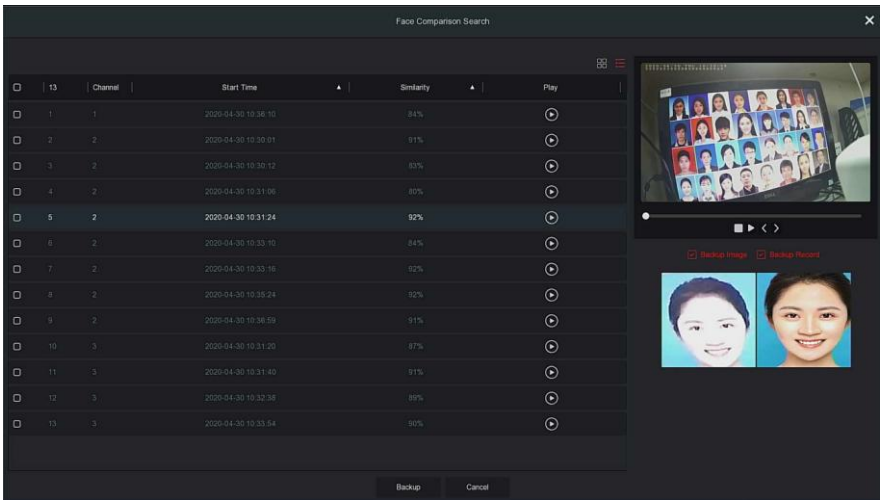 Face Comparison Search
13 Channel Start Time Similarity Play
1 1 2020-04-30 10:36:10 84%
2 2 2020-04-30 10:30:01 91%
3 2 2020-04-30 10:30:12 93%
4 2 2020-04-30 10:31:06 80%
5 2 2020-04-30 10:31:24 92%
6 2 2020-04-30 10:33:10 84%
7 2 2020-04-30 10:33:16 92%
8 2 2020-04-30 10:35:24 92%
9 2 2020-04-30 10:36:59 91%
10 3 2020-04-30 10:31:20 87%
11 3 2020-04-30 10:31:40 91%
12 3 2020-04-30 10:32:38 89%
13 3 2020-04-30 10:33:54 90%
Backup Image Backup Record
Backup Cancel